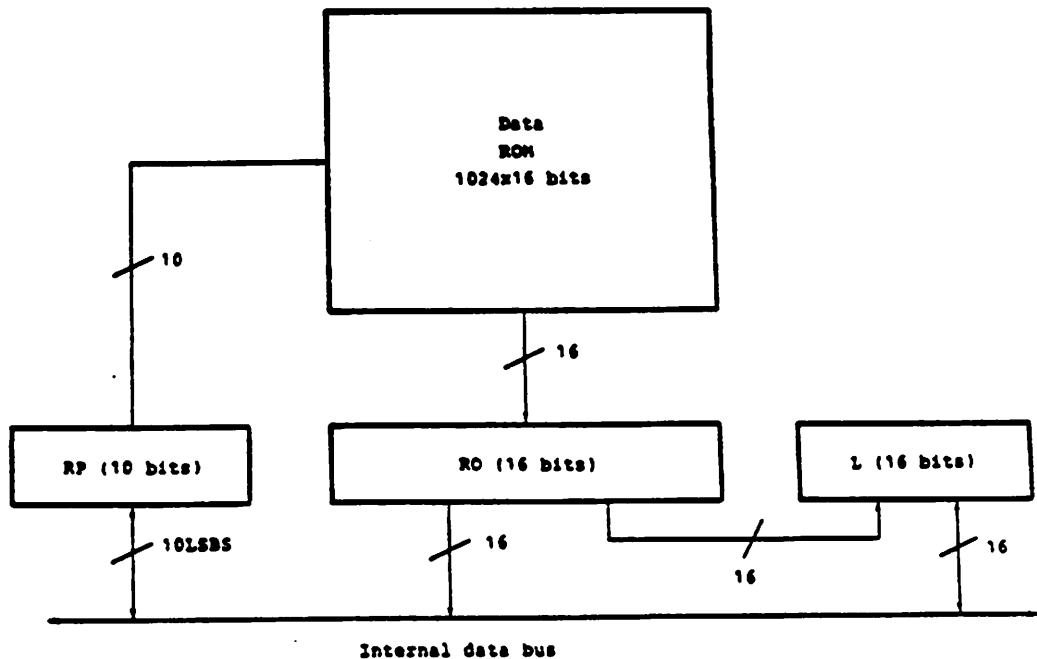 Data
ROM
1024x16 bits
10
16
RP (10 bits)
RO (16 bits)
L (16 bits)
10LSBS
16
16
16
Internal data bus